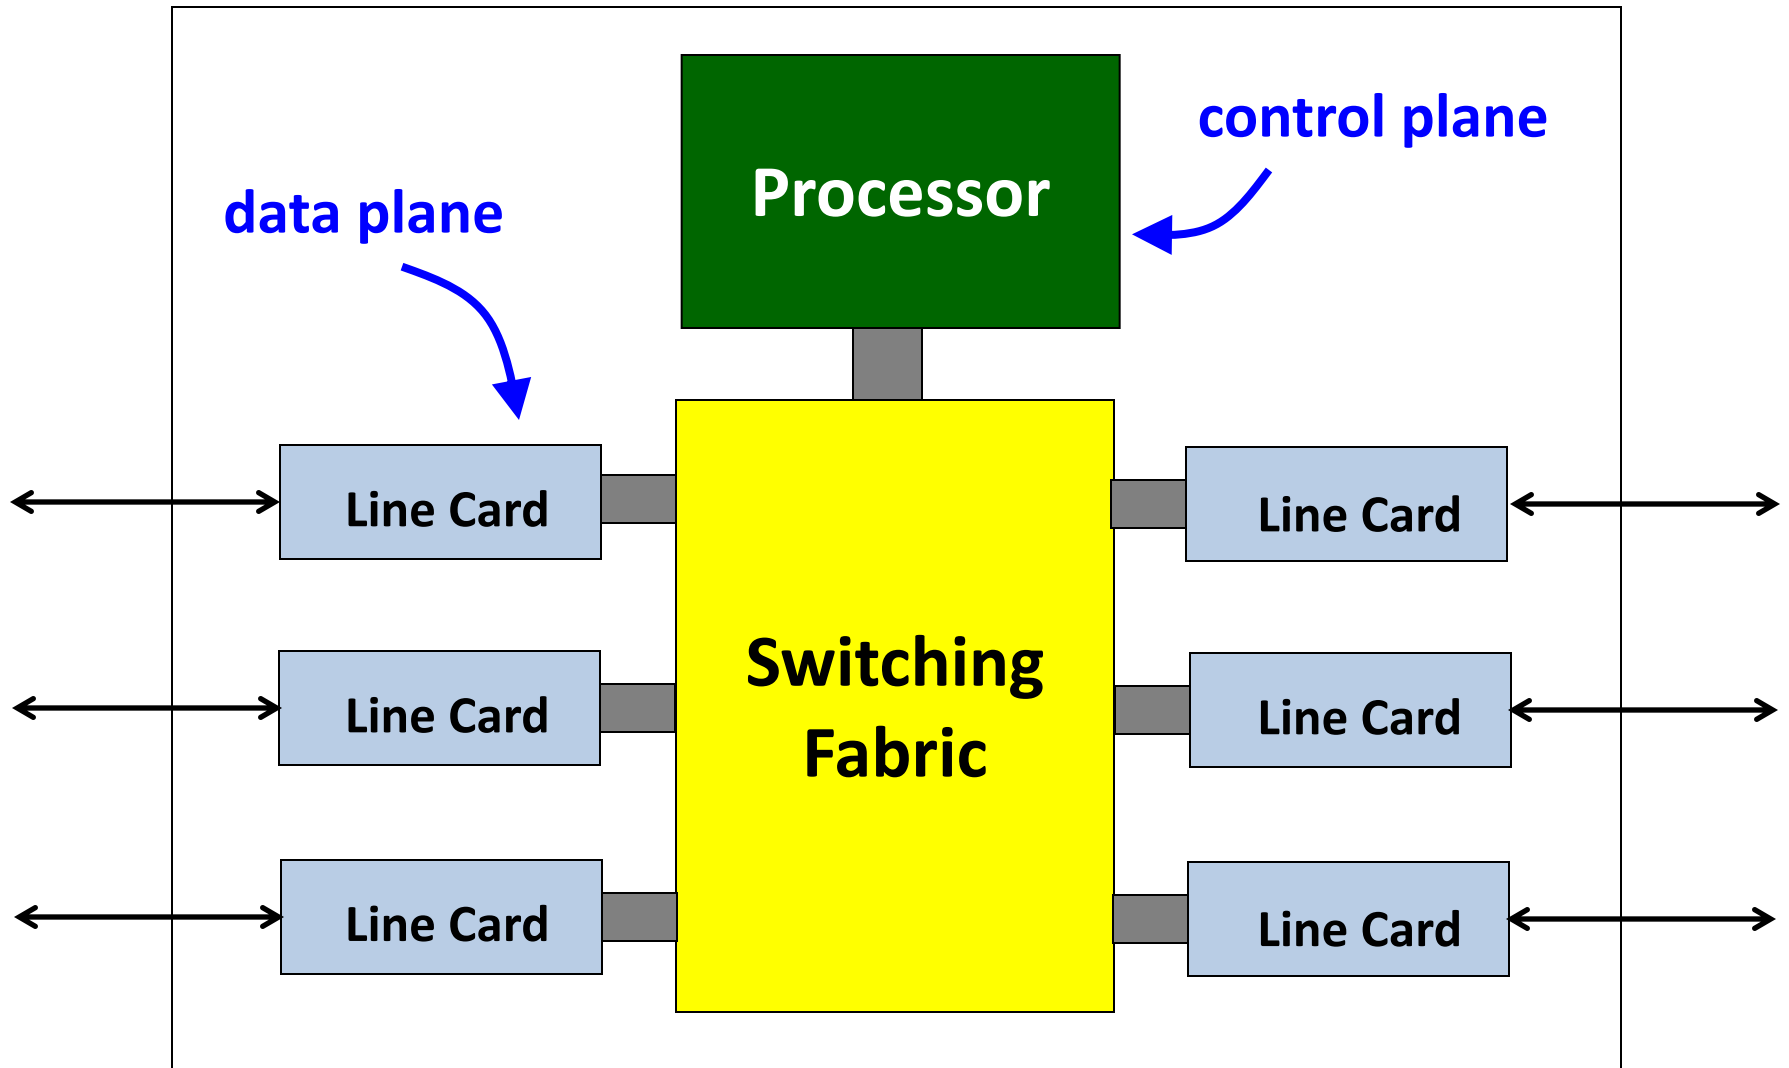 control plane
Processor
data plane
Line Card
Line Card
Switching
Fabric
Line Card
Line Card
Line Card
Line Card